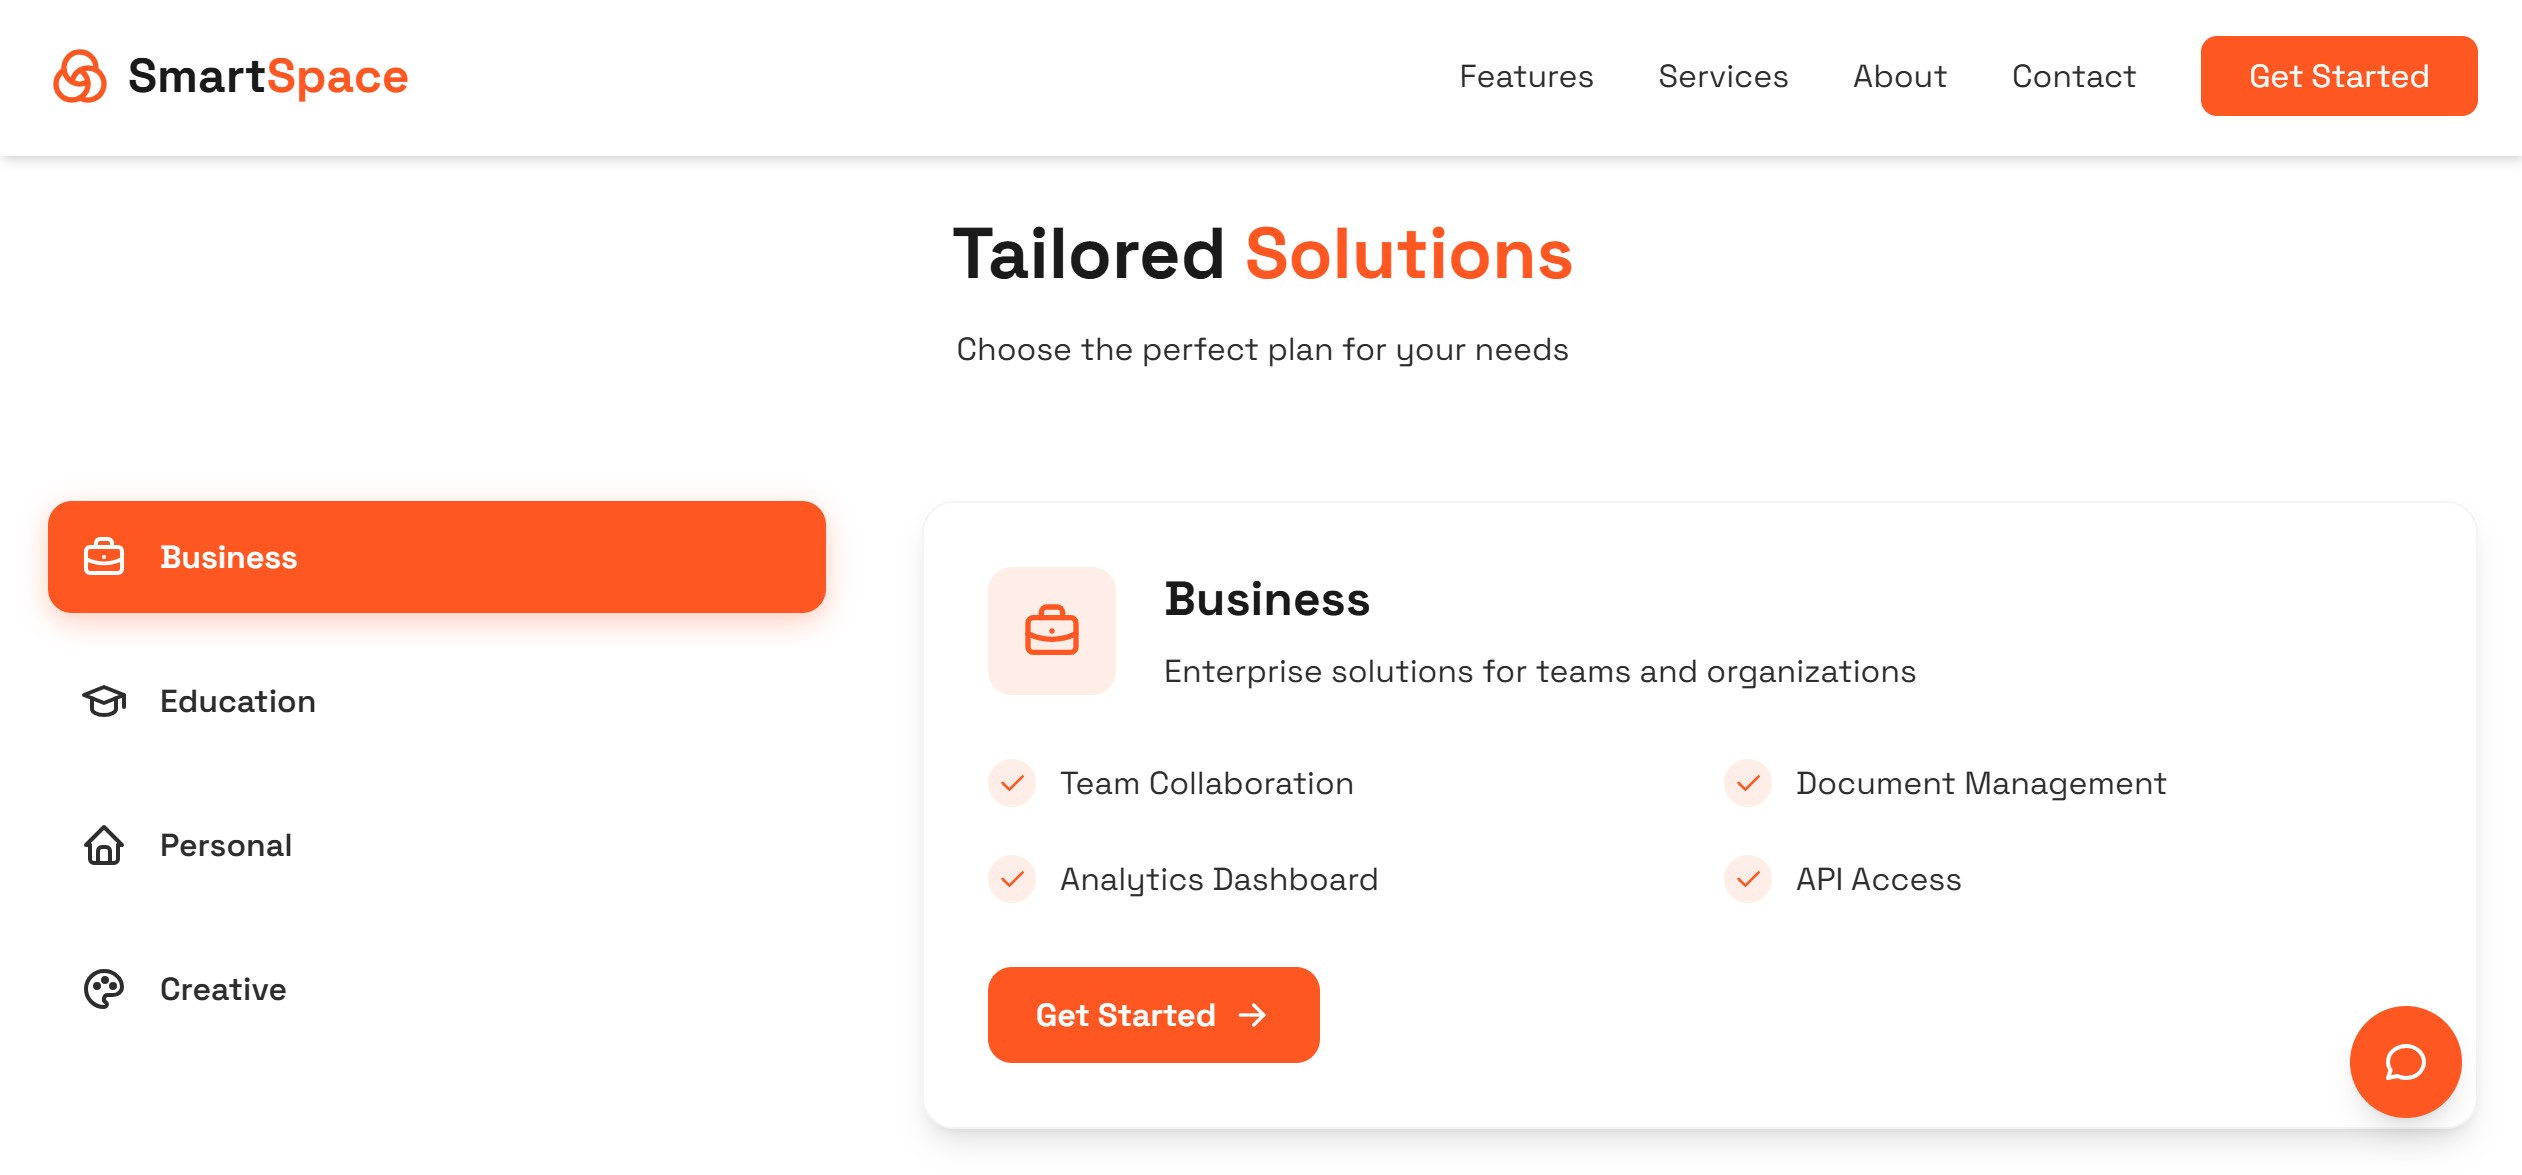 SmartSpace
Features
Services
About
Contact
Get Started
Tailored Solutions
Choose the perfect plan for your needs
Business
Education
Personal
Creative
Business
Enterprise solutions for teams and organizations
Team Collaboration
Document Management
Analytics Dashboard
API Access
Get Started